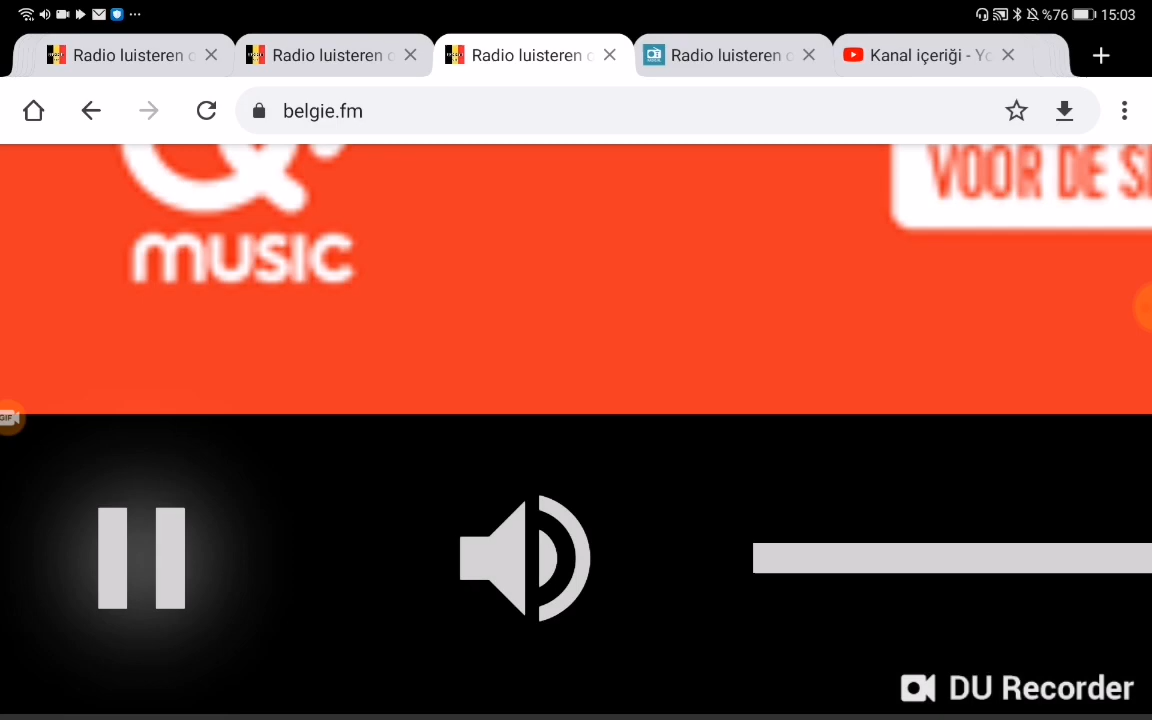 %76 15:03
Radio luisteren o
Radio luisteren o
Radio luisteren o
Radio luisteren o
Kanal içeriği - Yo
belgie.fm
VOOR DE
MUSIC
GIF
DU Recorder